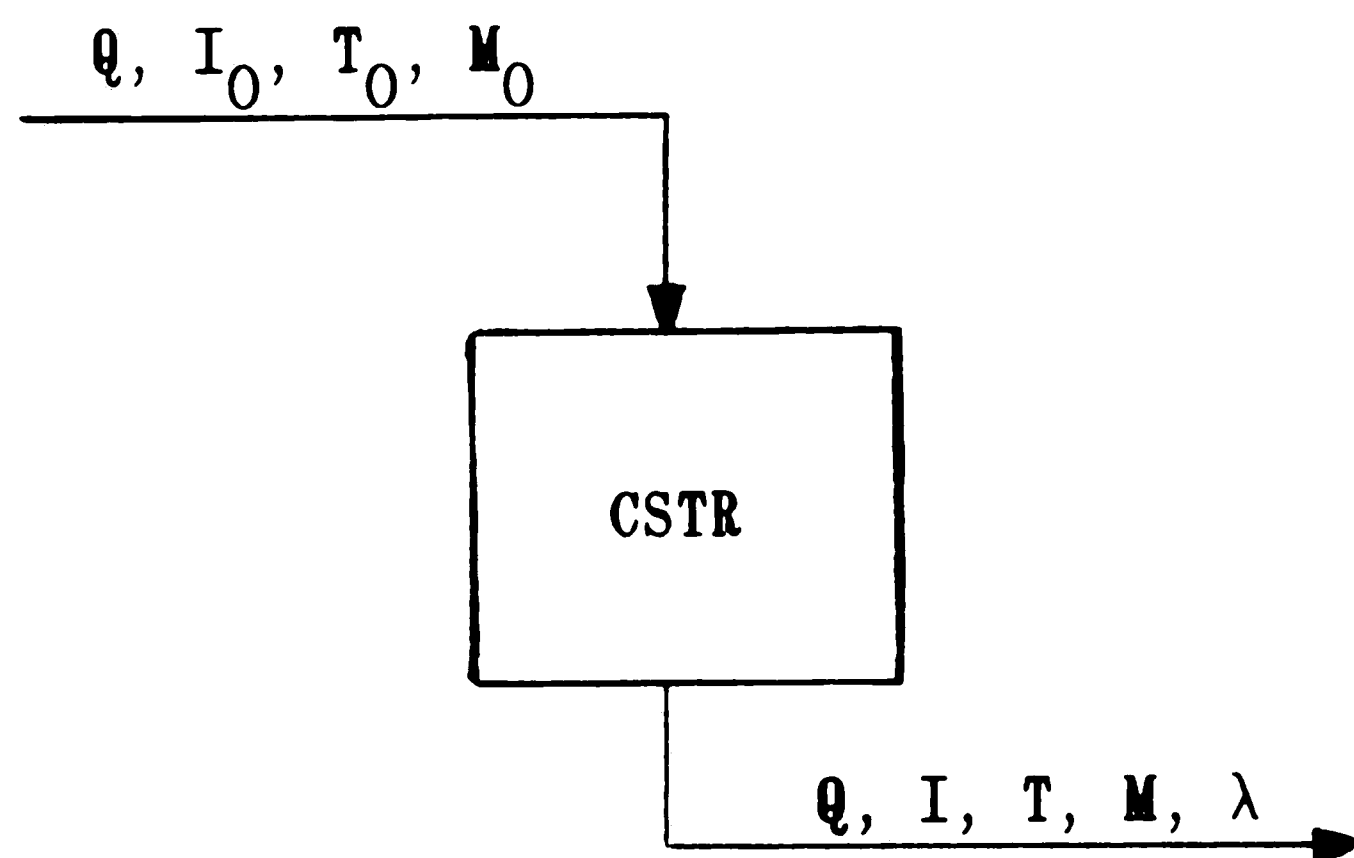 Q, I₀, T₀, M₀
CSTR
Q, I, T, M, λ